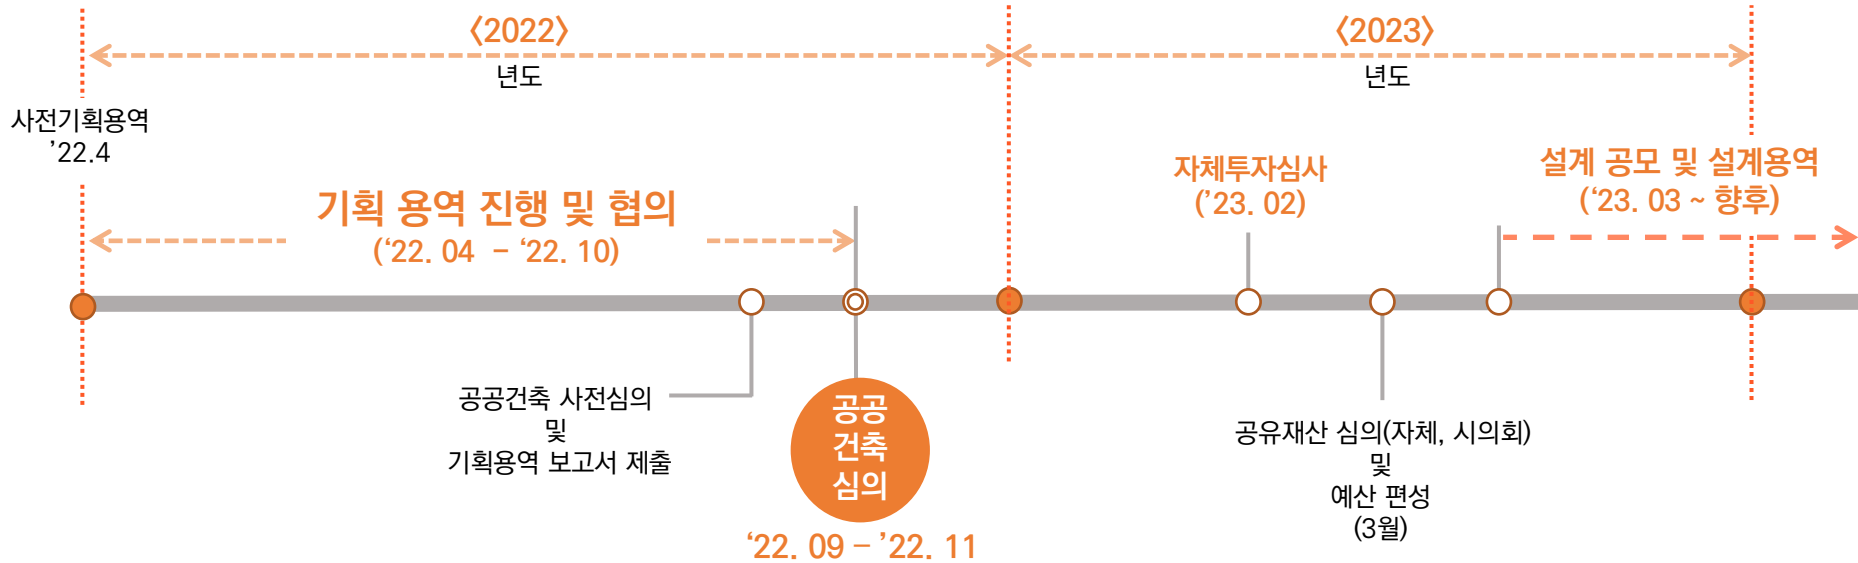 〈2022〉
년도
〈2023〉
년도
사전기획용역
’22.4
기획 용역 진행 및 협의
(‘22. 04 – ‘22. 10)
자체투자심사
(’23. 02)
설계 공모 및 설계용역
(‘23. 03 ~ 향후)
공공건축 사전심의
및
기획용역 보고서 제출
공공
건축
심의
‘22. 09 – ’22. 11
공유재산 심의(자체, 시의회)
및
예산 편성
(3월)